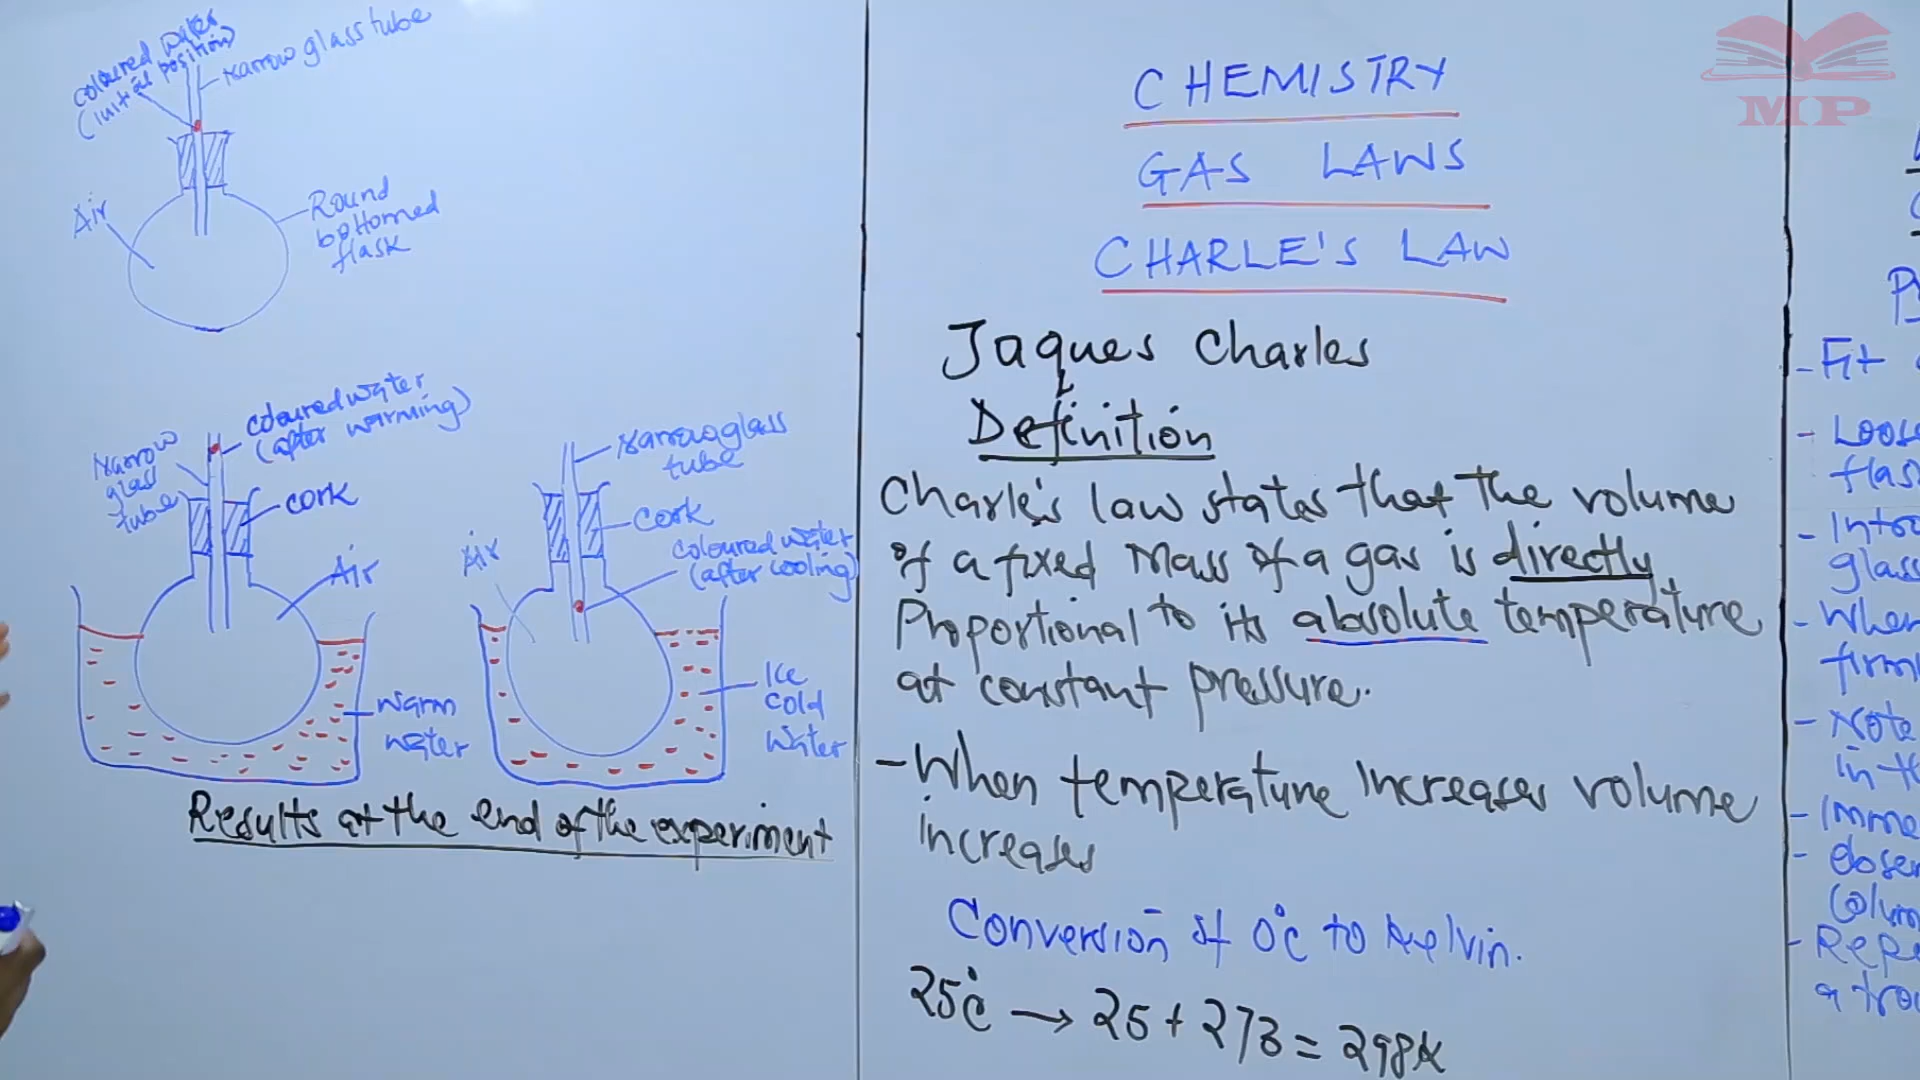 coloured water
(initial position)
narrow glass tube
Air
Round
bottomed
flask
coloured water
(after warming)
Narrow
glass
tube
cork
Air
warm
water
narrow glass
tube
cork
coloured water
(after cooling)
Air
Ice
cold
water
Results at the end of the experiment
CHEMISTRY
GAS LAWS
CHARLE'S LAW
Jaques Charles
Definition
Charle's law states that the volume
of a fixed mass of a gas is directly
Proportional to its absolute temperature
at constant pressure.
- When temperature increases volume
increases
Conversion of 0°C to kelvin.
25°C → 25 + 273 = 298K
MP
- Fit
- Loose
flas
- Intro
glass
- When
firml
- Note
in th
- Imme
- obser
Colum
- Repe
a tro